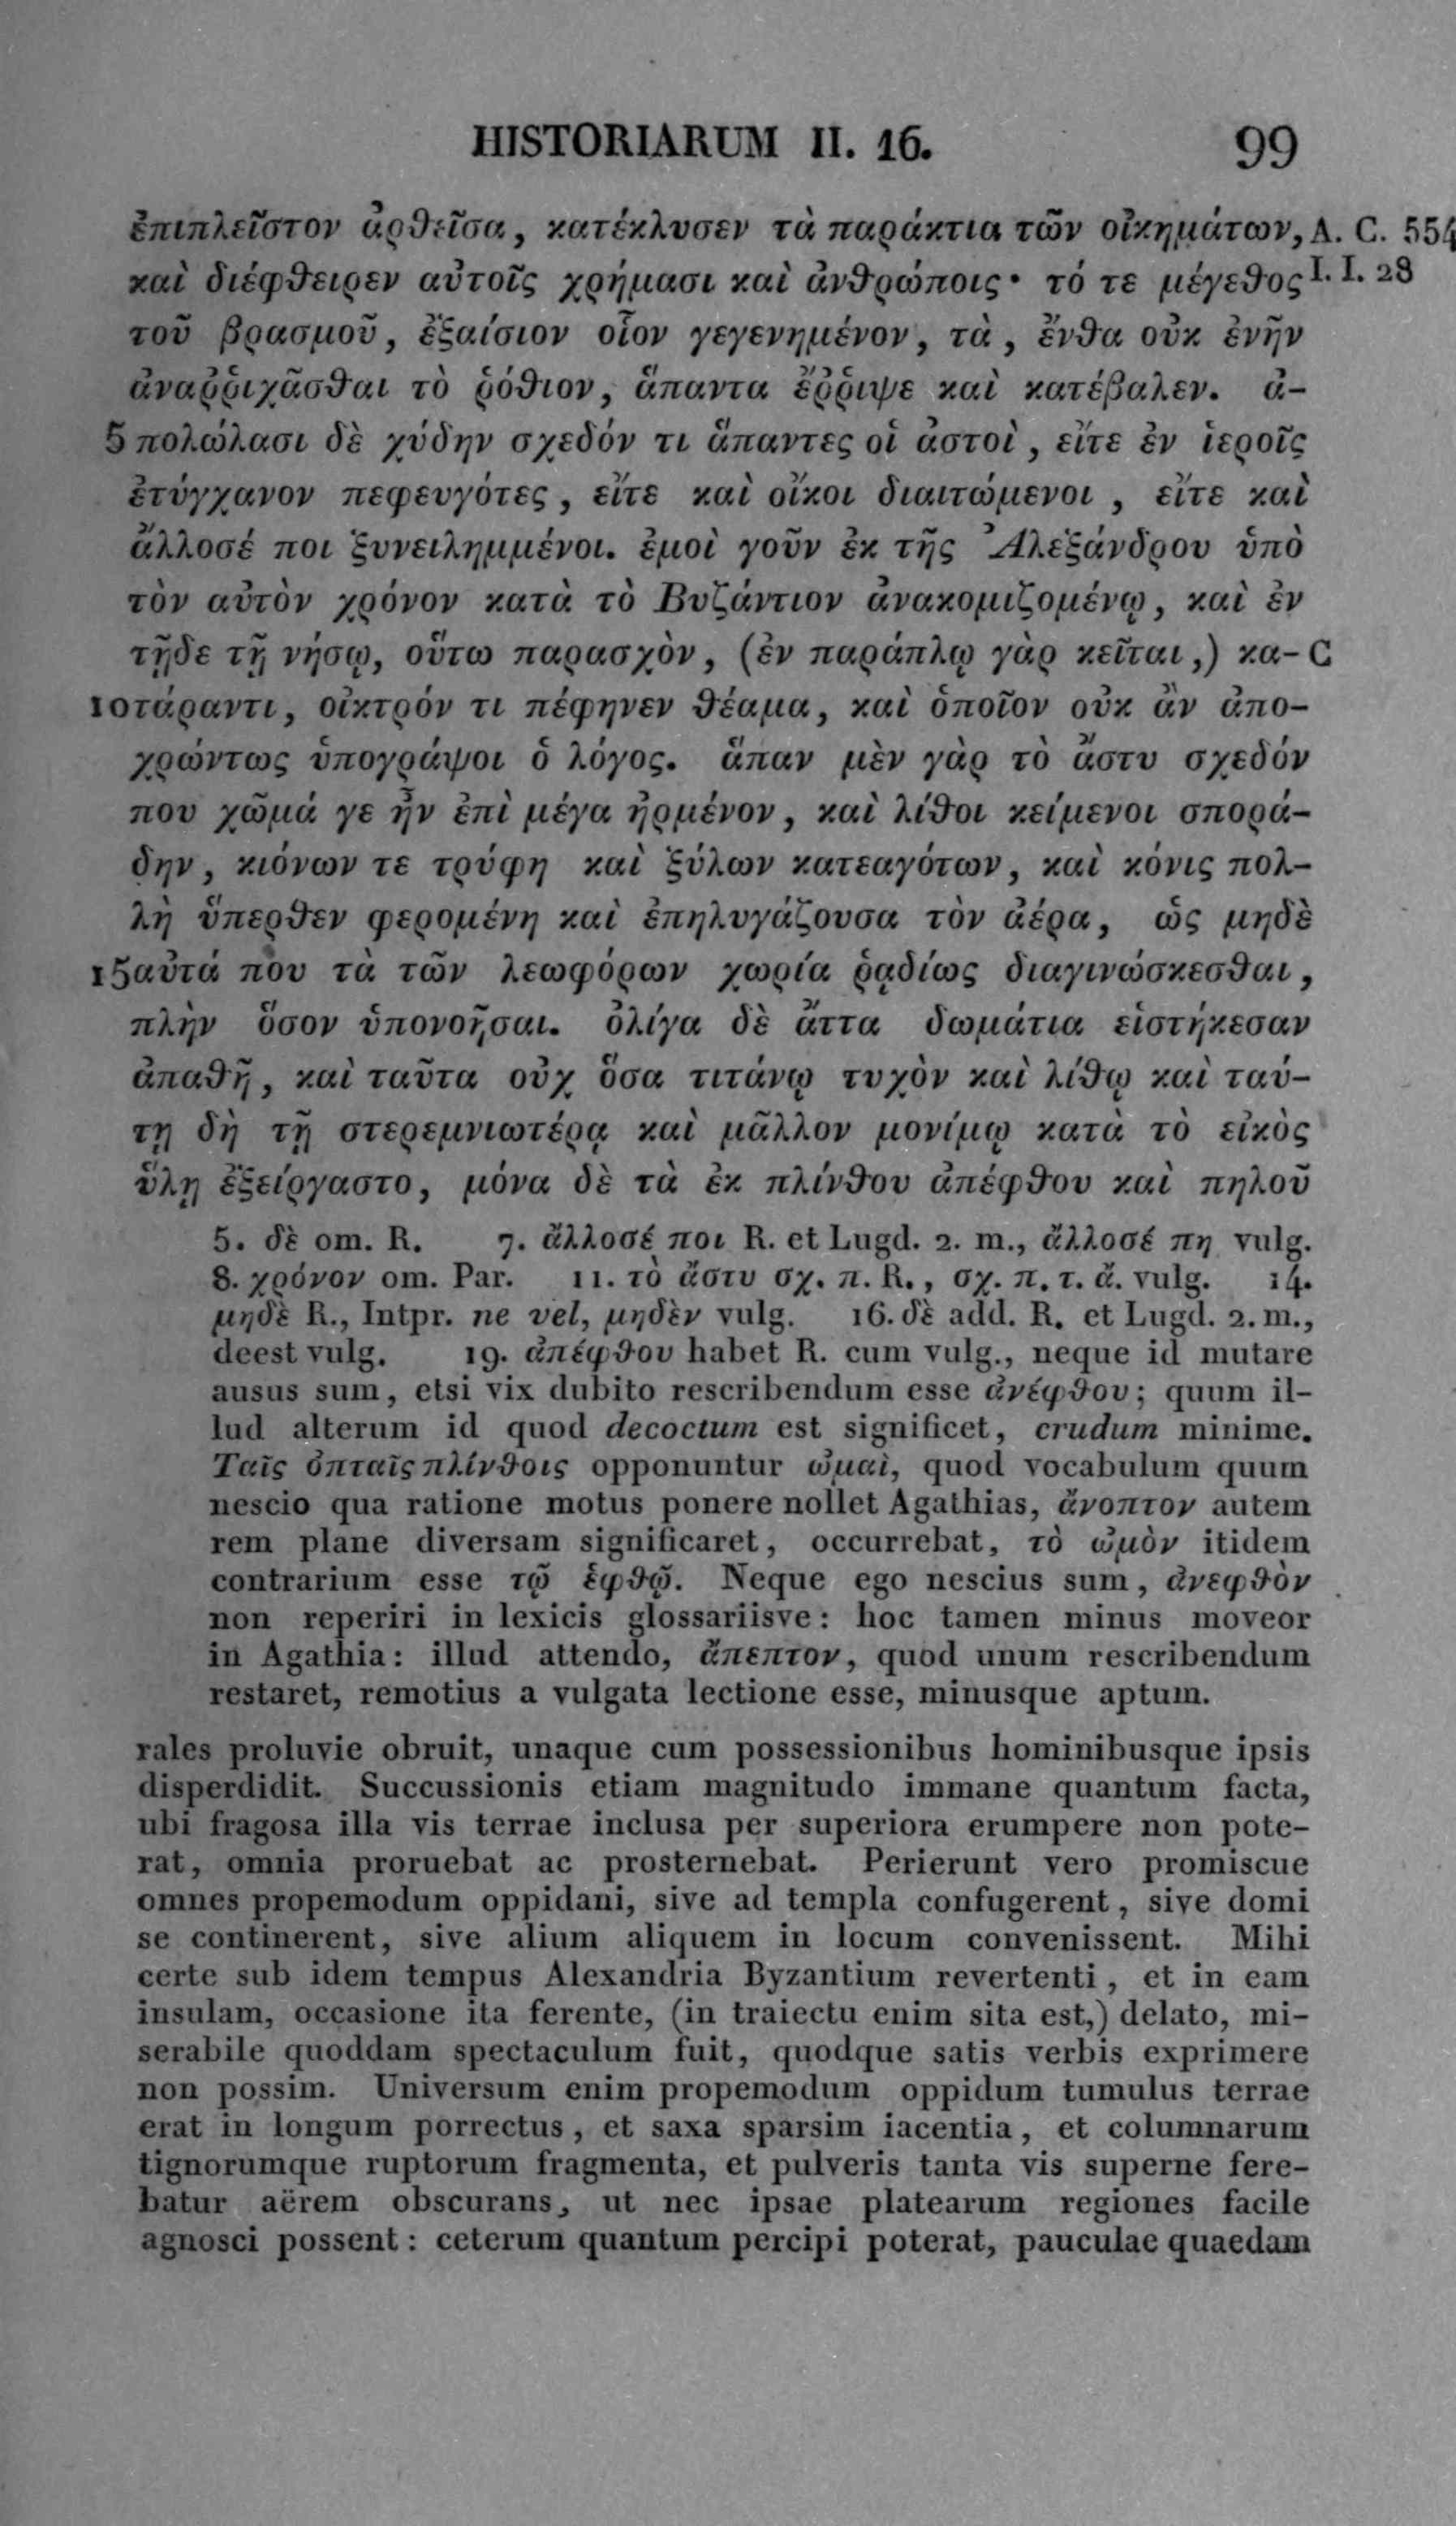 HISTORIARUM II. 16. 99
ἐπιπλεῖστον ἀρθεῖσα, κατέκλυσεν τὰ παράκτια τῶν οἰκημάτων, A. C. 554
καὶ διέφθειρεν αὐτοῖς χρήμασι καὶ ἀνθρώποις· τό τε μέγεθος I. I. 28
τοῦ βρασμοῦ, ἐξαίσιον οἷον γεγενημένον, τὰ, ἔνθα οὐκ ἐνῆν
ἀναῤῥιχᾶσθαι τὸ ῥόθιον, ἅπαντα ἔῤῥιψε καὶ κατέβαλεν. ἀ-
5 πολώλασι δὲ χύδην σχεδόν τι ἅπαντες οἱ ἀστοὶ, εἴτε ἐν ἱεροῖς
ἐτύγχανον πεφευγότες, εἴτε καὶ οἴκοι διαιτώμενοι, εἴτε καὶ
ἄλλοσέ ποι ξυνειλημμένοι. ἐμοὶ γοῦν ἐκ τῆς Ἀλεξάνδρου ὑπὸ
τὸν αὐτὸν χρόνον κατὰ τὸ Βυζάντιον ἀνακομιζομένῳ, καὶ ἐν
τῇδε τῇ νήσῳ, οὕτω παρασχὸν, (ἐν παράπλῳ γὰρ κεῖται,) κα- C
10 τάραντι, οἰκτρόν τι πέφηνεν θέαμα, καὶ ὁποῖον οὐκ ἂν ἀπο-
χρώντως ὑπογράψοι ὁ λόγος. ἅπαν μὲν γὰρ τὸ ἄστυ σχεδόν
που χῶμά γε ἦν ἐπὶ μέγα ἠρμένον, καὶ λίθοι κείμενοι σπορά-
δην, κιόνων τε τρύφη καὶ ξύλων κατεαγότων, καὶ κόνις πολ-
λὴ ὕπερθεν φερομένη καὶ ἐπηλυγάζουσα τὸν ἀέρα, ὡς μηδὲ
15 αὐτά που τὰ τῶν λεωφόρων χωρία ῥᾳδίως διαγινώσκεσθαι,
πλὴν ὅσον ὑπονοῆσαι. ὀλίγα δὲ ἄττα δωμάτια εἱστήκεσαν
ἀπαθῆ, καὶ ταῦτα οὐχ ὅσα τιτάνῳ τυχὸν καὶ λίθῳ καὶ ταύ-
τῃ δὴ τῇ στερεμνιωτέρᾳ καὶ μᾶλλον μονίμῳ κατὰ τὸ εἰκὸς
ὕλῃ ἐξείργαστο, μόνα δὲ τὰ ἐκ πλίνθου ἀπέφθου καὶ πηλοῦ
5. δὲ om. R. 7. ἄλλοσέ ποι R. et Lugd. 2. m., ἄλλοσέ πη vulg.
8. χρόνον om. Par. 11. τὸ ἄστυ σχ. π. R., σχ. π. τ. ἄ. vulg. 14.
μηδὲ R., Intpr. ne vel, μηδὲν vulg. 16. δὲ add. R. et Lugd. 2. m.,
deest vulg. 19. ἀπέφθου habet R. cum vulg., neque id mutare
ausus sum, etsi vix dubito rescribendum esse ἀνέφθου; quum il-
lud alterum id quod decoctum est significet, crudum minime.
Ταῖς ὀπταῖς πλίνθοις opponuntur ὠμαὶ, quod vocabulum quum
nescio qua ratione motus ponere nollet Agathias, ἄνοπτον autem
rem plane diversam significaret, occurrebat, τὸ ὠμὸν itidem
contrarium esse τῷ ἑφθῷ. Neque ego nescius sum, ἀνεφθὸν
non reperiri in lexicis glossariisve: hoc tamen minus moveor
in Agathia: illud attendo, ἄπεπτον, quod unum rescribendum
restaret, remotius a vulgata lectione esse, minusque aptum.
rales proluvie obruit, unaque cum possessionibus hominibusque ipsis
disperdidit. Succussionis etiam magnitudo immane quantum facta,
ubi fragosa illa vis terrae inclusa per superiora erumpere non pote-
rat, omnia proruebat ac prosternebat. Perierunt vero promiscue
omnes propemodum oppidani, sive ad templa confugerent, sive domi
se continerent, sive alium aliquem in locum convenissent. Mihi
certe sub idem tempus Alexandria Byzantium revertenti, et in eam
insulam, occasione ita ferente, (in traiectu enim sita est,) delato, mi-
serabile quoddam spectaculum fuit, quodque satis verbis exprimere
non possim. Universum enim propemodum oppidum tumulus terrae
erat in longum porrectus, et saxa sparsim iacentia, et columnarum
tignorumque ruptorum fragmenta, et pulveris tanta vis superne fere-
batur aërem obscurans, ut nec ipsae platearum regiones facile
agnosci possent: ceterum quantum percipi poterat, pauculae quaedam